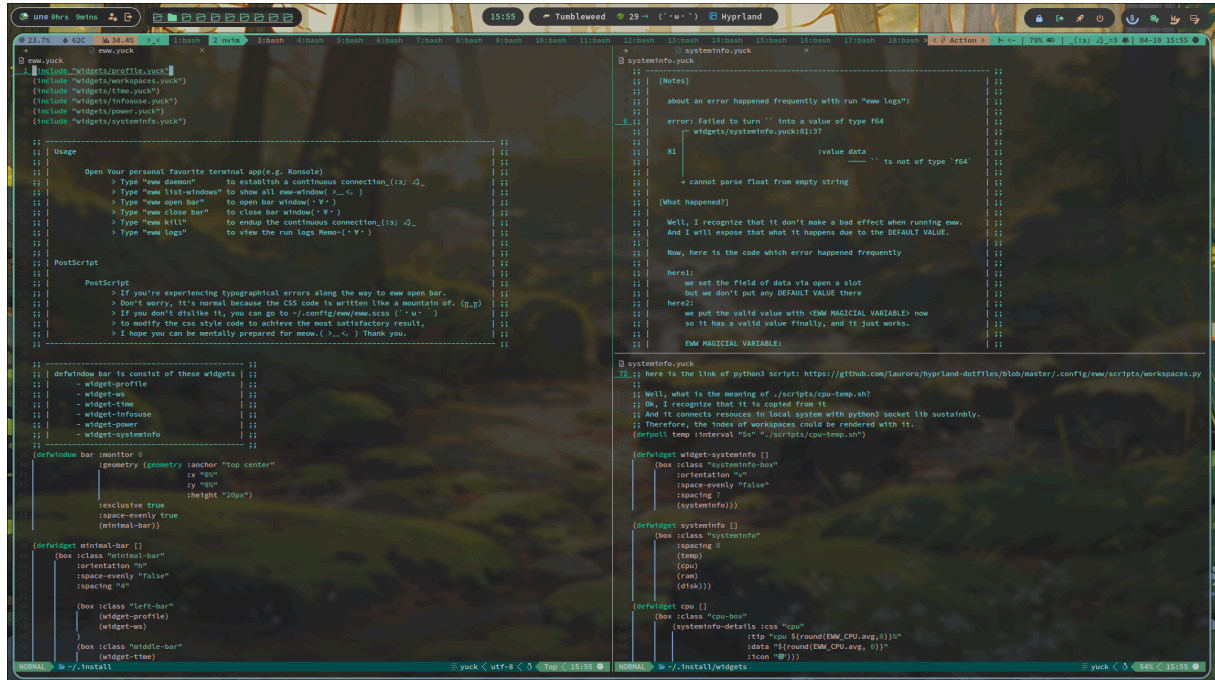 une 0hrs 9mins
15:55
Tumbleweed 29 (´･ω･`) Hyprland
23.7% 62C 34.4% >_< 1:bash 2 nvim 3:bash 4:bash 5:bash 6:bash 7:bash 8:bash 9:bash 10:bash 11:bash 12:bash 13:bash 14:bash 15:bash 16:bash 17:bash 18:bash > < Action > 79% 04-10 15:55
eww.yuck ×
eww.yuck
1 (include "widgets/profile.yuck")
(include "widgets/workspaces.yuck")
(include "widgets/time.yuck")
(include "widgets/infosuse.yuck")
(include "widgets/power.yuck")
(include "widgets/systeminfo.yuck")
;; ------------------------------------------------ ;;
;; | Usage | ;;
;; | | ;;
;; | Open Your personal favorite terminal app(e.g. Konsole) | ;;
;; | > Type "eww daemon" to establish a continuous connection_(:з」∠)_ | ;;
;; | > Type "eww list-windows" to show all eww-window( >﹏<。) | ;;
;; | > Type "eww open bar" to open bar window(・∀・) | ;;
;; | > Type "eww close bar" to close bar window(・∀・) | ;;
;; | > Type "eww kill" to endup the continuous connection_(:з」∠)_ | ;;
;; | > Type "eww logs" to view the run logs Memo~(・∀・) | ;;
;; | | ;;
;; | | ;;
;; | PostScript | ;;
;; | | ;;
;; | PostScript | ;;
;; | > If you're experiencing typographical errors along the way to eww open bar. | ;;
;; | > Don't worry, it's normal because the CSS code is written like a mountain of. (╥_╥) | ;;
;; | > If you don't dislike it, you can go to ~/.config/eww/eww.scss (´･ω･`) | ;;
;; | > to modify the css style code to achieve the most satisfactory result, | ;;
;; | > I hope you can be mentally prepared for meow.( >﹏<。) Thank you. | ;;
;; ------------------------------------------------ ;;
;; -------------------------------------- ;;
;; | defwindow bar is consist of these widgets | ;;
;; | - widget-profile | ;;
;; | - widget-ws | ;;
;; | - widget-time | ;;
;; | - widget-infosuse | ;;
;; | - widget-power | ;;
;; | - widget-systeminfo | ;;
;; -------------------------------------- ;;
(defwindow bar :monitor 0
:geometry (geometry :anchor "top center"
:x "0%"
:y "0%"
:height "20px")
:exclusive true
:space-evenly true
(minimal-bar))
(defwidget minimal-bar []
(box :class "minimal-bar"
:orientation "h"
:space-evenly "false"
:spacing "4"
(box :class "left-bar"
(widget-profile)
(widget-ws)
)
(box :class "middle-bar"
(widget-time)
NORMAL ~/.install yuck < utf-8 < Top < 15:55
systeminfo.yuck ×
systeminfo.yuck
;; ------------------------------------------------ ;;
;; | [Notes] | ;;
;; | | ;;
;; | about an error happened frequently with run "eww logs": | ;;
;; | | ;;
6 ;; | error: Failed to turn `` into a value of type f64 | ;;
;; | widgets/systeminfo.yuck:81:37 | ;;
;; | | ;;
;; | 81 :value data | ;;
;; | `` is not of type `f64` | ;;
;; | | ;;
;; | cannot parse float from empty string | ;;
;; | | ;;
;; | [What happened?] | ;;
;; | | ;;
;; | Well, I recognize that it don't make a bad effect when running eww. | ;;
;; | And I will expose that what it happens due to the DEFAULT VALUE. | ;;
;; | | ;;
;; | Now, here is the code which error happened frequently | ;;
;; | | ;;
;; | here1: | ;;
;; | we set the field of data via open a slot | ;;
;; | but we don't put any DEFAULT VALUE there | ;;
;; | here2: | ;;
;; | we put the valid value with <EWW MAGICIAL VARIABLE> now | ;;
;; | so it has a valid value finally, and it just works. | ;;
;; | | ;;
;; | EWW MAGICIAL VARIABLE: | ;;
systeminfo.yuck
72 ;; here is the link of python3 script: https://github.com/lauroro/hyprland-dotfiles/blob/master/.config/eww/scripts/workspaces.py
;;
;; Well, what is the meaning of ./scripts/cpu-temp.sh?
;; Ok, I recognize that it is copied from it
;; And it connects resouces in local system with python3 socket lib sustainbly.
;; Therefore, the index of workspaces could be rendered with it.
(defpoll temp :interval "5s" "./scripts/cpu-temp.sh")
(defwidget widget-systeminfo []
(box :class "systeminfo-box"
:orientation "v"
:space-evenly "false"
:spacing 7
(systeminfo)))
(defwidget systeminfo []
(box :class "systeminfo"
:spacing 8
(temp)
(cpu)
(ram)
(disk)))
(defwidget cpu []
(box :class "cpu-box"
(systeminfo-details :css "cpu"
:tip "cpu ${round(EWW_CPU.avg,0)}%"
:data "${round(EWW_CPU.avg, 0)}"
:icon "")))
NORMAL ~/.install/widgets yuck < 54% < 15:55